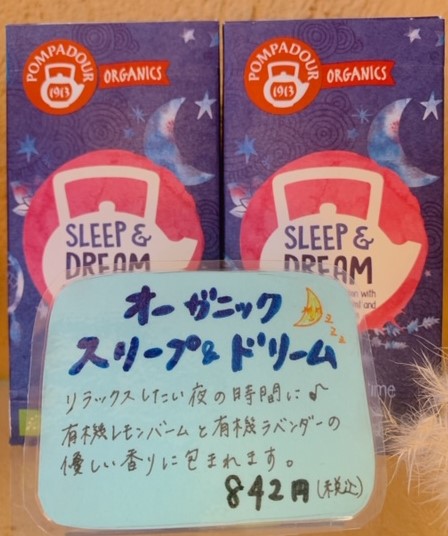 POMPADOUR
1913
ORGANICS
SLEEP &
DREAM
POMPADOUR
1913
ORGANICS
SLEEP &
DREAM
with
and
オーガニック
スリープ&ドリーム
リラックスしたい夜の時間に♪
有機レモンバームと有機ラベンダーの
優しい香りに包まれます。
842円(税込)